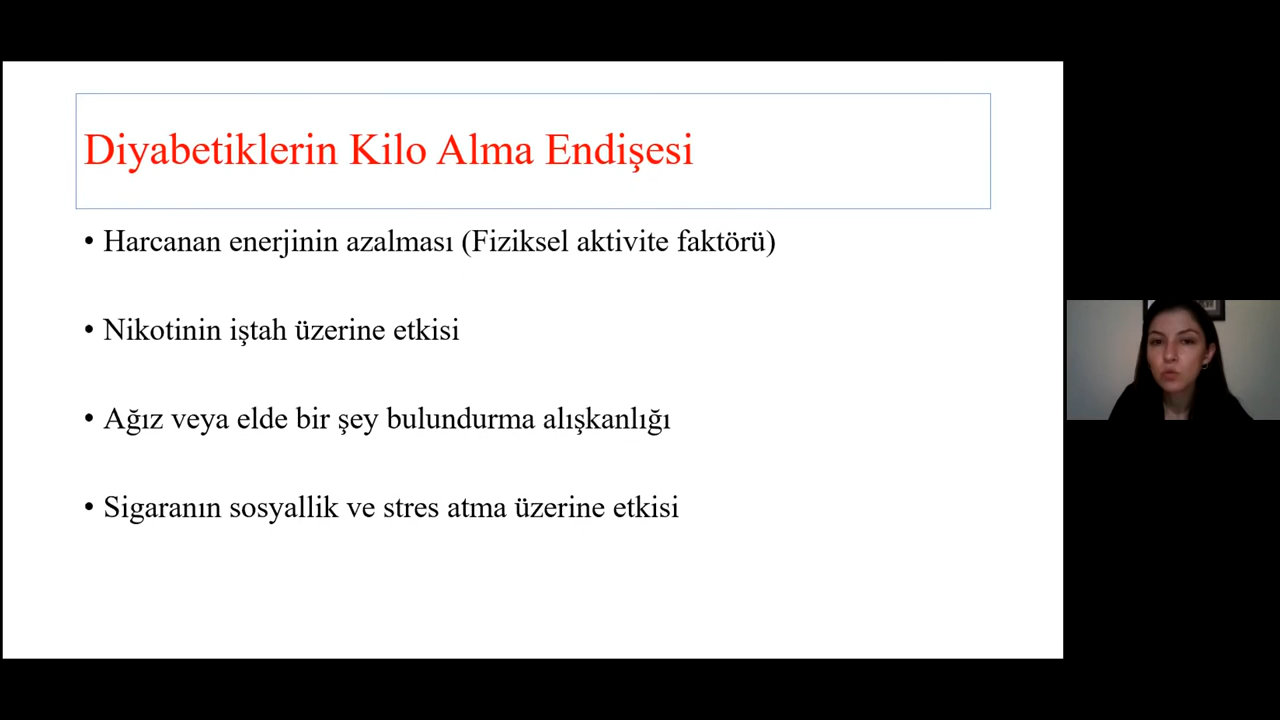 Diyabetiklerin Kilo Alma Endişesi
• Harcanan enerjinin azalması (Fiziksel aktivite faktörü)
• Nikotinin iştah üzerine etkisi
• Ağız veya elde bir şey bulundurma alışkanlığı
• Sigaranın sosyallik ve stres atma üzerine etkisi